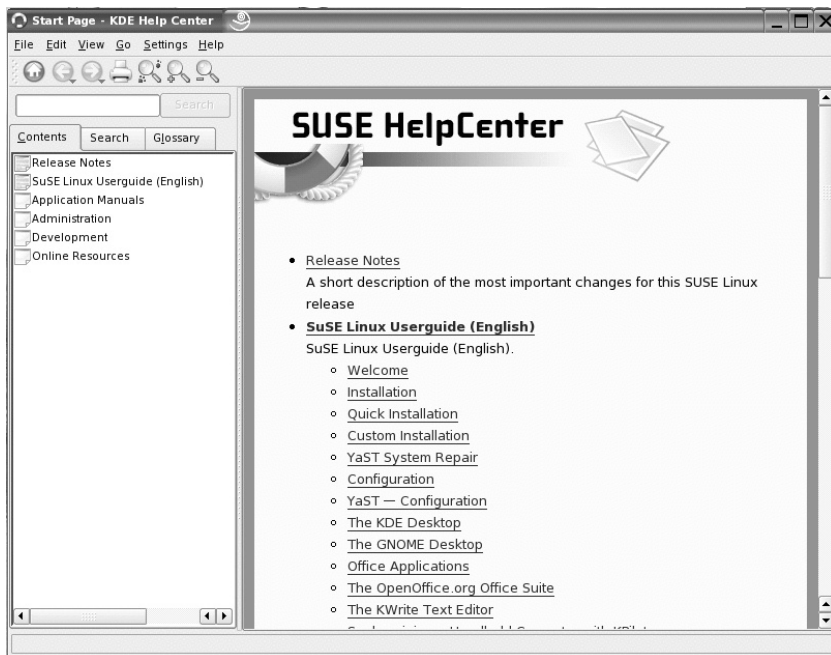 Start Page - KDE Help Center
File Edit View Go Settings Help
Search
Contents Search Glossary
Release Notes
SuSE Linux Userguide (English)
Application Manuals
Administration
Development
Online Resources
SUSE HelpCenter
Release Notes
A short description of the most important changes for this SUSE Linux
release
SuSE Linux Userguide (English)
SuSE Linux Userguide (English).
Welcome
Installation
Quick Installation
Custom Installation
YaST System Repair
Configuration
YaST — Configuration
The KDE Desktop
The GNOME Desktop
Office Applications
The OpenOffice.org Office Suite
The KWrite Text Editor